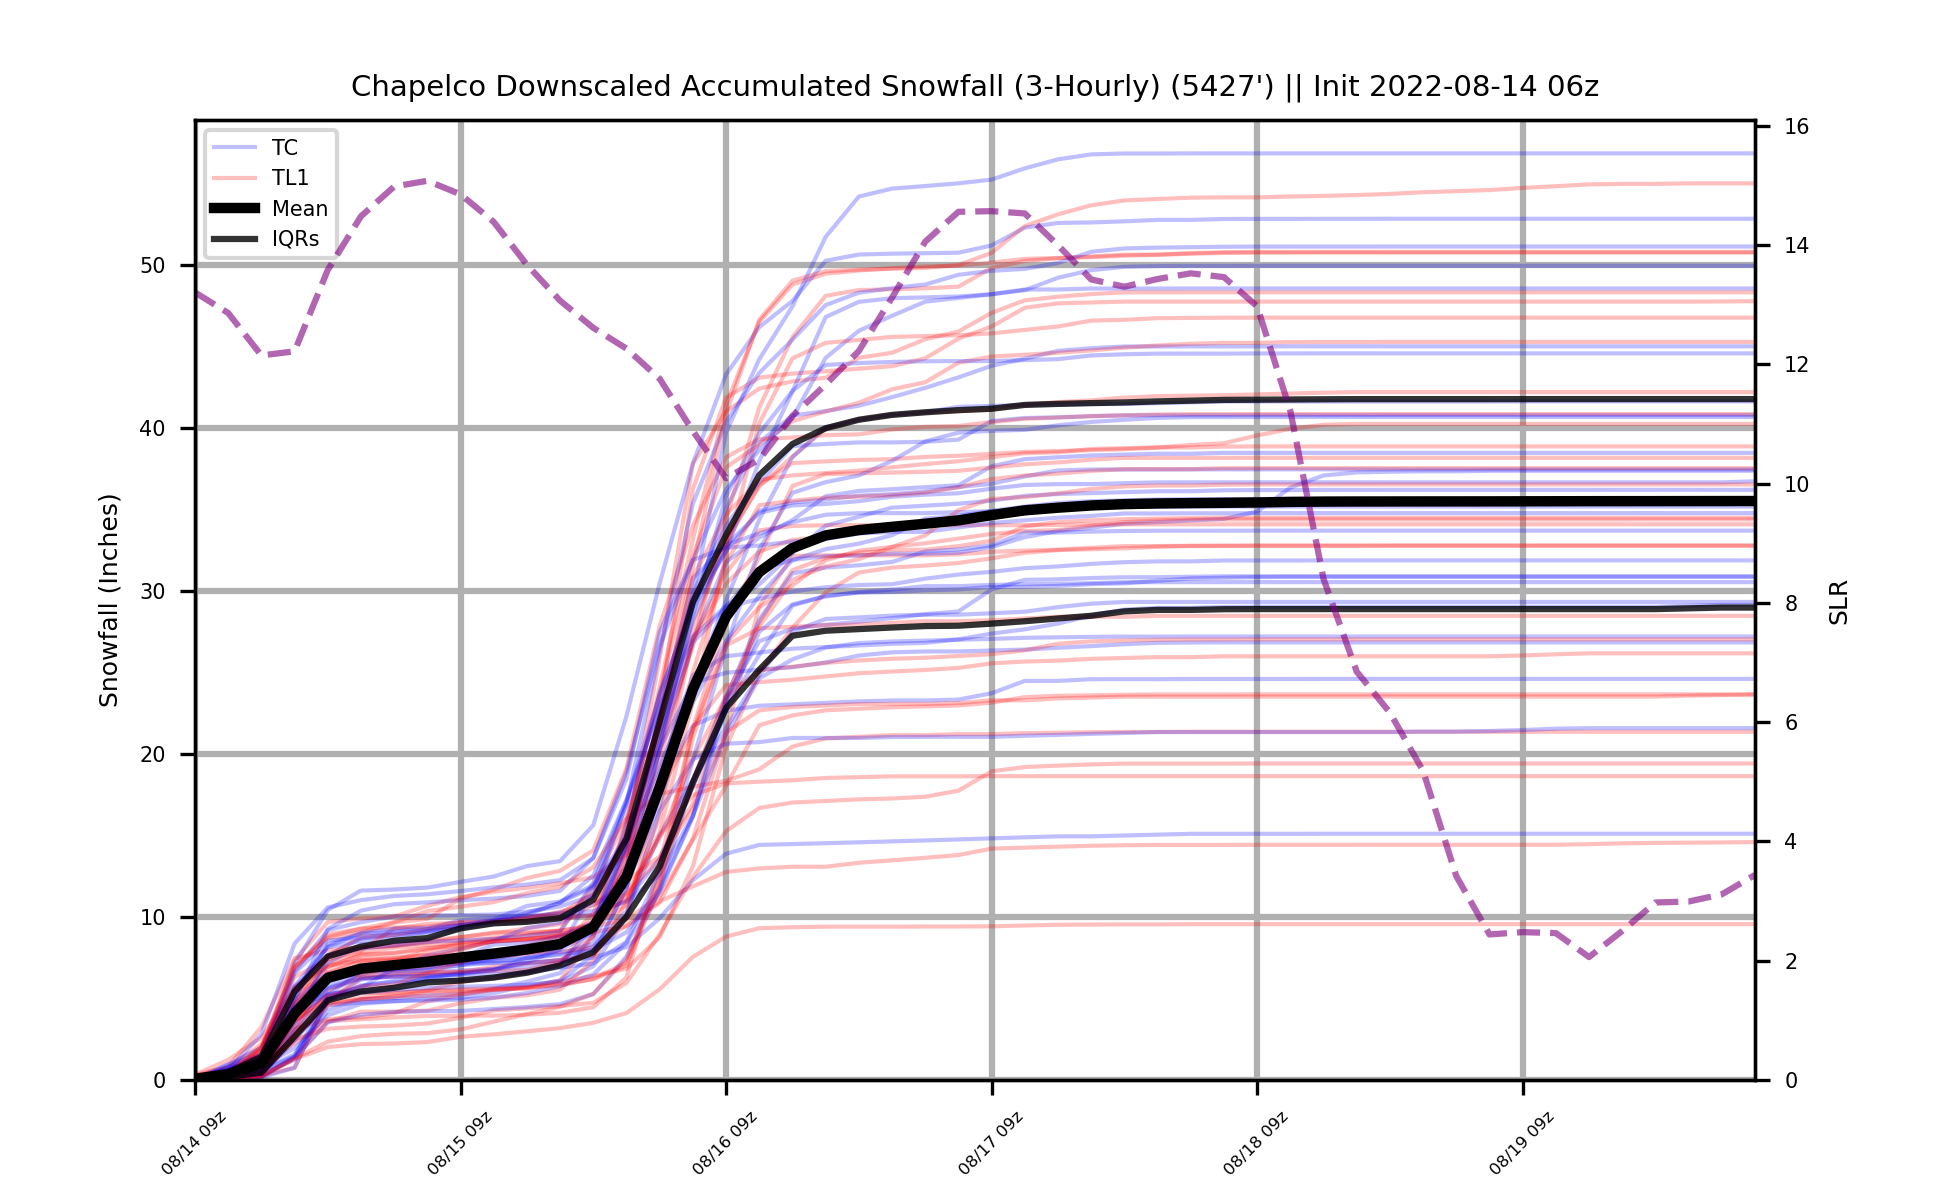 Chapelco Downscaled Accumulated Snowfall (3-Hourly) (5427') || Init 2022-08-14 06z
TC
TL1
Mean
IQRs
50
40
30
20
10
0
Snowfall (Inches)
16
14
12
10
8
6
4
2
0
SLR
08/14 09z
08/15 09z
08/16 09z
08/17 09z
08/18 09z
08/19 09z